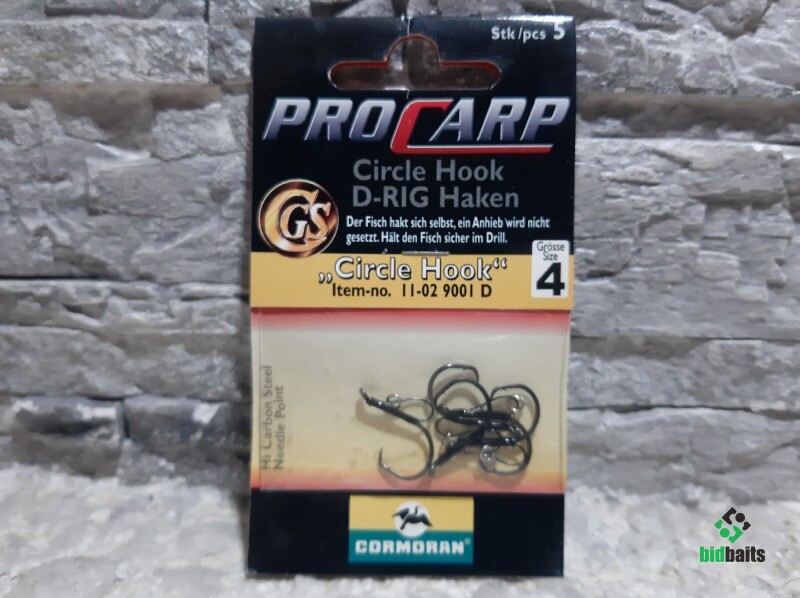 Stk/pcs 5
PROCARP
Circle Hook
D-RIG Haken
CGS
Der Fisch hakt sich selbst, ein Anhieb wird nicht
gesetzt. Hält den Fisch sicher im Drill.
Grösse
Size
4
„Circle Hook“
Item-no. 11-02 9001 D
Hi Carbon Steel
Needle Point
CORMORAN®
bidbaits